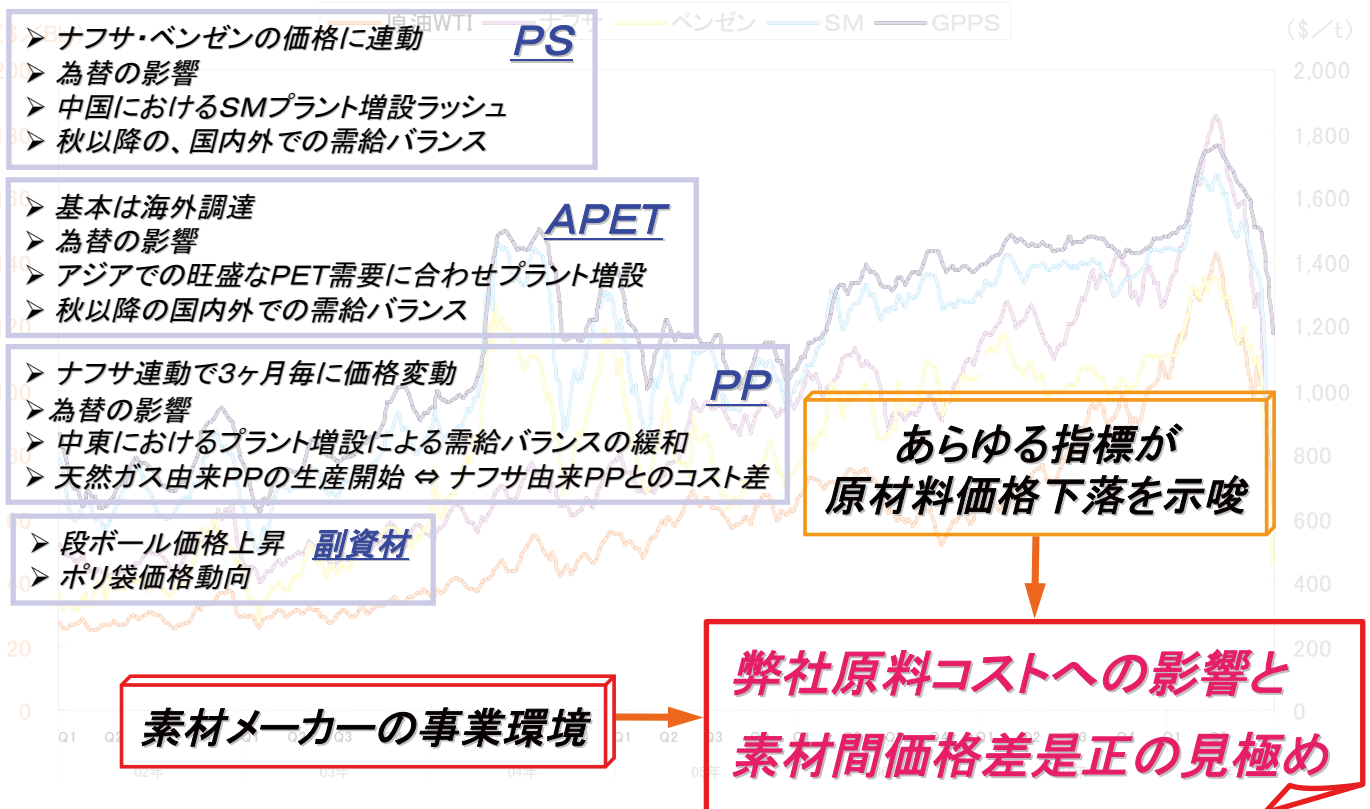 原油WTI ナフサ ベンゼン SM GPPS
($/t)
➢ ナフサ・ベンゼンの価格に連動
PS
➢ 為替の影響
➢ 中国におけるSMプラント増設ラッシュ
➢ 秋以降の、国内外での需給バランス
➢ 基本は海外調達
APET
➢ 為替の影響
➢ アジアでの旺盛なPET需要に合わせプラント増設
➢ 秋以降の国内外での需給バランス
➢ ナフサ連動で3ヶ月毎に価格変動
PP
➢ 為替の影響
➢ 中東におけるプラント増設による需給バランスの緩和
➢ 天然ガス由来PPの生産開始 ⇔ ナフサ由来PPとのコスト差
➢ 段ボール価格上昇
副資材
➢ ポリ袋価格動向
あらゆる指標が
原材料価格下落を示唆
素材メーカーの事業環境
弊社原料コストへの影響と
素材間価格差是正の見極め
2,000
1,800
1,600
1,400
1,200
1,000
800
600
400
200
0
20
0
Q1 Q2 Q1 Q3 Q1 Q2 Q3 Q1
02年 03年 04年